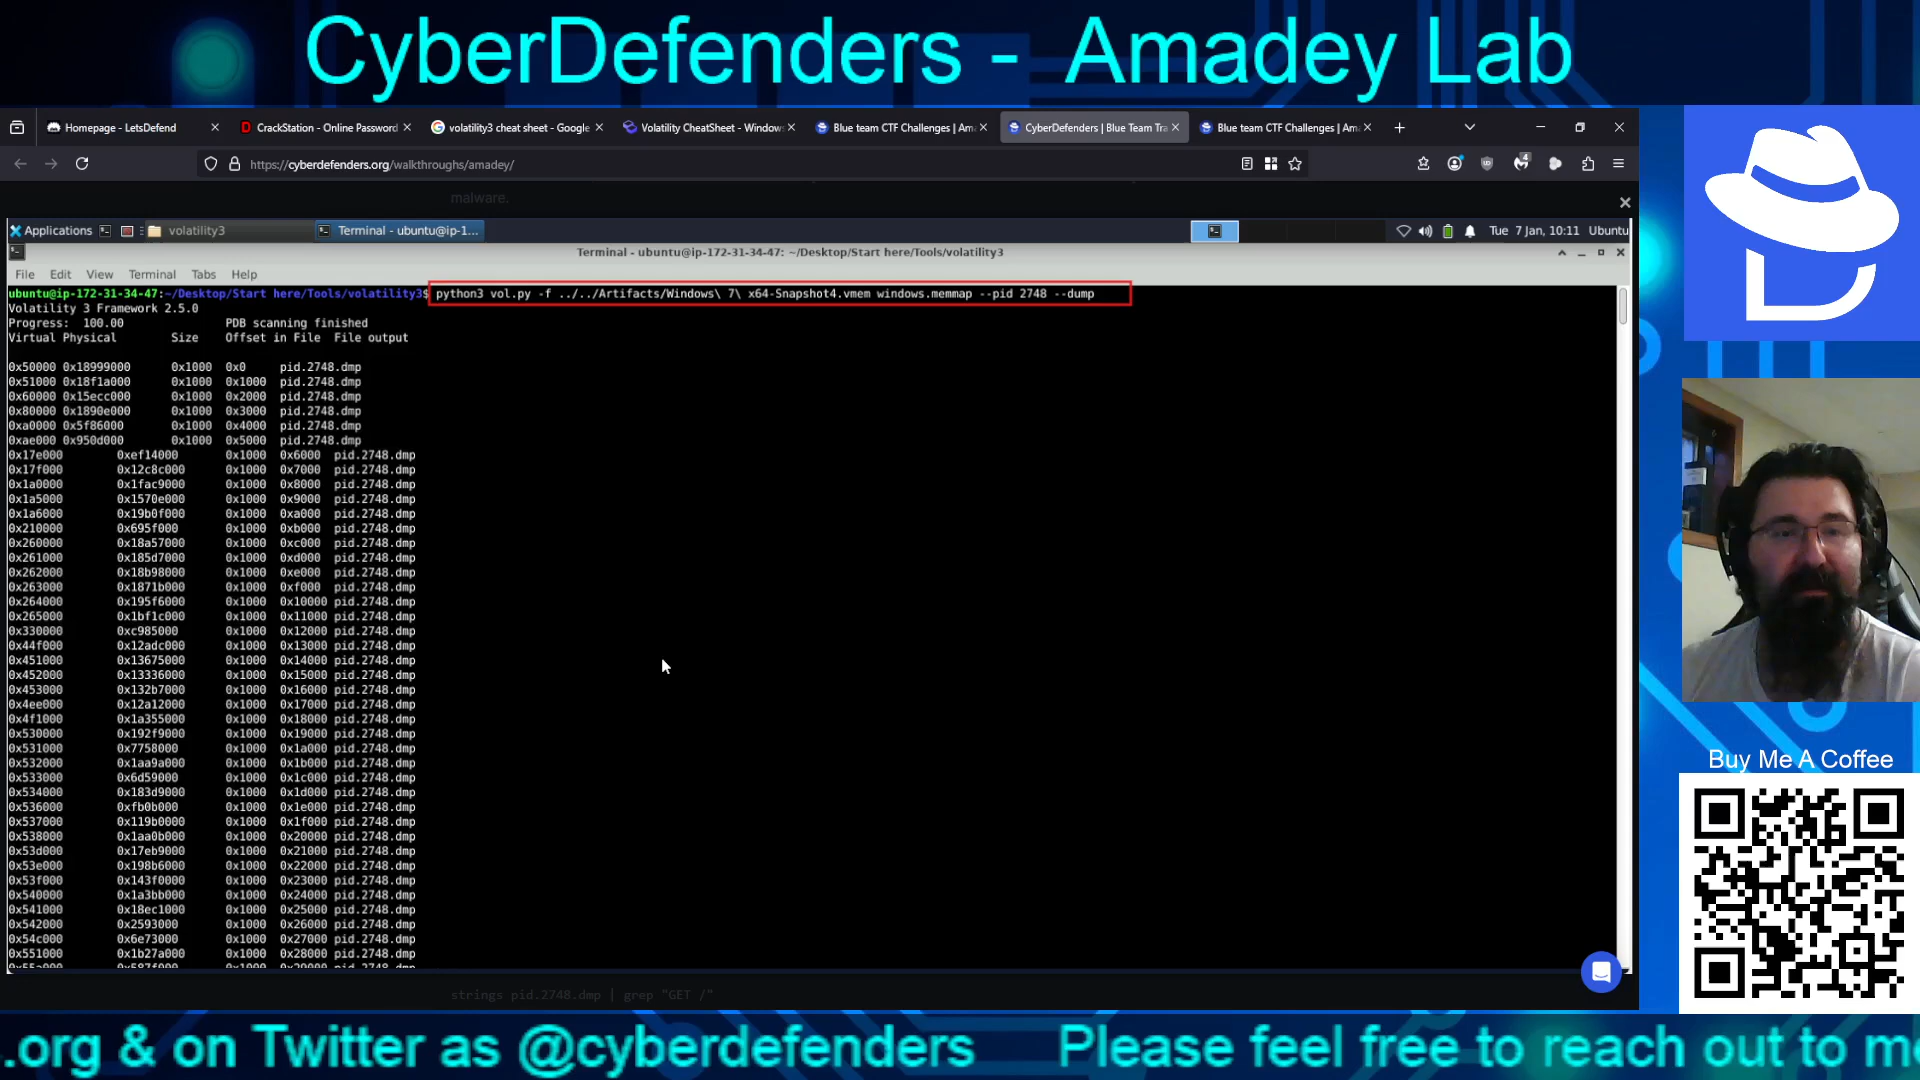 CyberDefenders - Amadey Lab
Homepage - LetsDefend
CrackStation - Online Password
volatility3 cheat sheet - Google
Volatility CheatSheet - Window
Blue team CTF Challenges | Am
CyberDefenders | Blue Team Tra
Blue team CTF Challenges | Am
https://cyberdefenders.org/walkthroughs/amadey/
4
malware.
Applications
volatility3
Terminal - ubuntu@ip-1...
Tue 7 Jan, 10:11 Ubuntu
Terminal - ubuntu@ip-172-31-34-47: ~/Desktop/Start here/Tools/volatility3
File Edit View Terminal Tabs Help
ubuntu@ip-172-31-34-47:~/Desktop/Start here/Tools/volatility3$ python3 vol.py -f ../../Artifacts/Windows\ 7\ x64-Snapshot4.vmem windows.memmap --pid 2748 --dump
Volatility 3 Framework 2.5.0
Progress: 100.00 PDB scanning finished
Virtual Physical Size Offset in File File output
0x50000 0x18999000 0x1000 0x0 pid.2748.dmp
0x51000 0x18f1a000 0x1000 0x1000 pid.2748.dmp
0x60000 0x15ecc000 0x1000 0x2000 pid.2748.dmp
0x80000 0x1890e000 0x1000 0x3000 pid.2748.dmp
0xa0000 0x5f86000 0x1000 0x4000 pid.2748.dmp
0xae000 0x950d000 0x1000 0x5000 pid.2748.dmp
0x17e000 0xef14000 0x1000 0x6000 pid.2748.dmp
0x17f000 0x12c8c000 0x1000 0x7000 pid.2748.dmp
0x1a0000 0x1fac9000 0x1000 0x8000 pid.2748.dmp
0x1a5000 0x1570e000 0x1000 0x9000 pid.2748.dmp
0x1a6000 0x19b0f000 0x1000 0xa000 pid.2748.dmp
0x210000 0x695f000 0x1000 0xb000 pid.2748.dmp
0x260000 0x18a57000 0x1000 0xc000 pid.2748.dmp
0x261000 0x185d7000 0x1000 0xd000 pid.2748.dmp
0x262000 0x18b98000 0x1000 0xe000 pid.2748.dmp
0x263000 0x1871b000 0x1000 0xf000 pid.2748.dmp
0x264000 0x195f6000 0x1000 0x10000 pid.2748.dmp
0x265000 0x1bf1c000 0x1000 0x11000 pid.2748.dmp
0x330000 0xc985000 0x1000 0x12000 pid.2748.dmp
0x44f000 0x12adc000 0x1000 0x13000 pid.2748.dmp
0x451000 0x13675000 0x1000 0x14000 pid.2748.dmp
0x452000 0x13336000 0x1000 0x15000 pid.2748.dmp
0x453000 0x132b7000 0x1000 0x16000 pid.2748.dmp
0x4ee000 0x12a12000 0x1000 0x17000 pid.2748.dmp
0x4f1000 0x1a355000 0x1000 0x18000 pid.2748.dmp
0x530000 0x192f9000 0x1000 0x19000 pid.2748.dmp
0x531000 0x7758000 0x1000 0x1a000 pid.2748.dmp
0x532000 0x1aa9a000 0x1000 0x1b000 pid.2748.dmp
0x533000 0x6d59000 0x1000 0x1c000 pid.2748.dmp
0x534000 0x183d9000 0x1000 0x1d000 pid.2748.dmp
0x536000 0xfb0b000 0x1000 0x1e000 pid.2748.dmp
0x537000 0x119b0000 0x1000 0x1f000 pid.2748.dmp
0x538000 0x1aa0b000 0x1000 0x20000 pid.2748.dmp
0x53d000 0x17eb9000 0x1000 0x21000 pid.2748.dmp
0x53e000 0x198b6000 0x1000 0x22000 pid.2748.dmp
0x53f000 0x143f0000 0x1000 0x23000 pid.2748.dmp
0x540000 0x1a3bb000 0x1000 0x24000 pid.2748.dmp
0x541000 0x18ec1000 0x1000 0x25000 pid.2748.dmp
0x542000 0x2593000 0x1000 0x26000 pid.2748.dmp
0x54c000 0x6e73000 0x1000 0x27000 pid.2748.dmp
0x551000 0x1b27a000 0x1000 0x28000 pid.2748.dmp
strings pid.2748.dmp | grep “GET /”
Buy Me A Coffee
.org & on Twitter as @cyberdefenders Please feel free to reach out to me